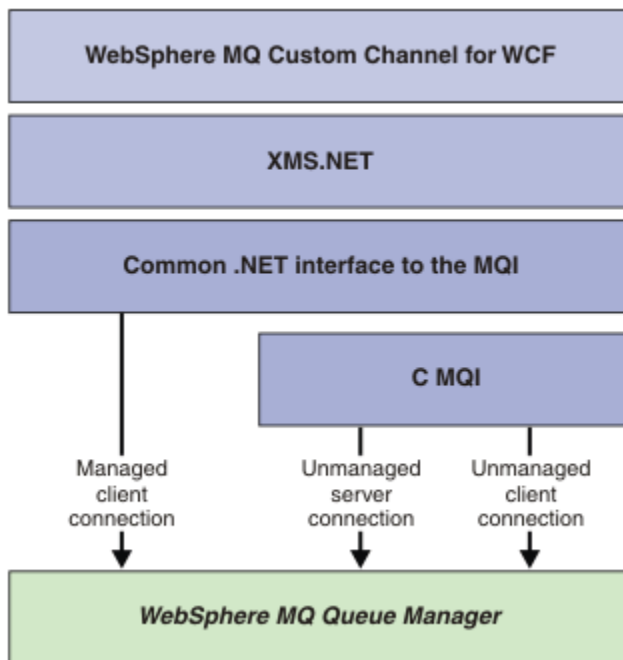 WebSphere MQ Custom Channel for WCF
XMS.NET
Common .NET interface to the MQI
C MQI
Managed
client
connection
Unmanaged
server
connection
Unmanaged
client
connection
WebSphere MQ Queue Manager